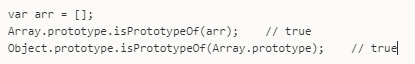 var arr = [];
Array.prototype.isPrototypeOf(arr);    // true
Object.prototype.isPrototypeOf(Array.prototype);    // true